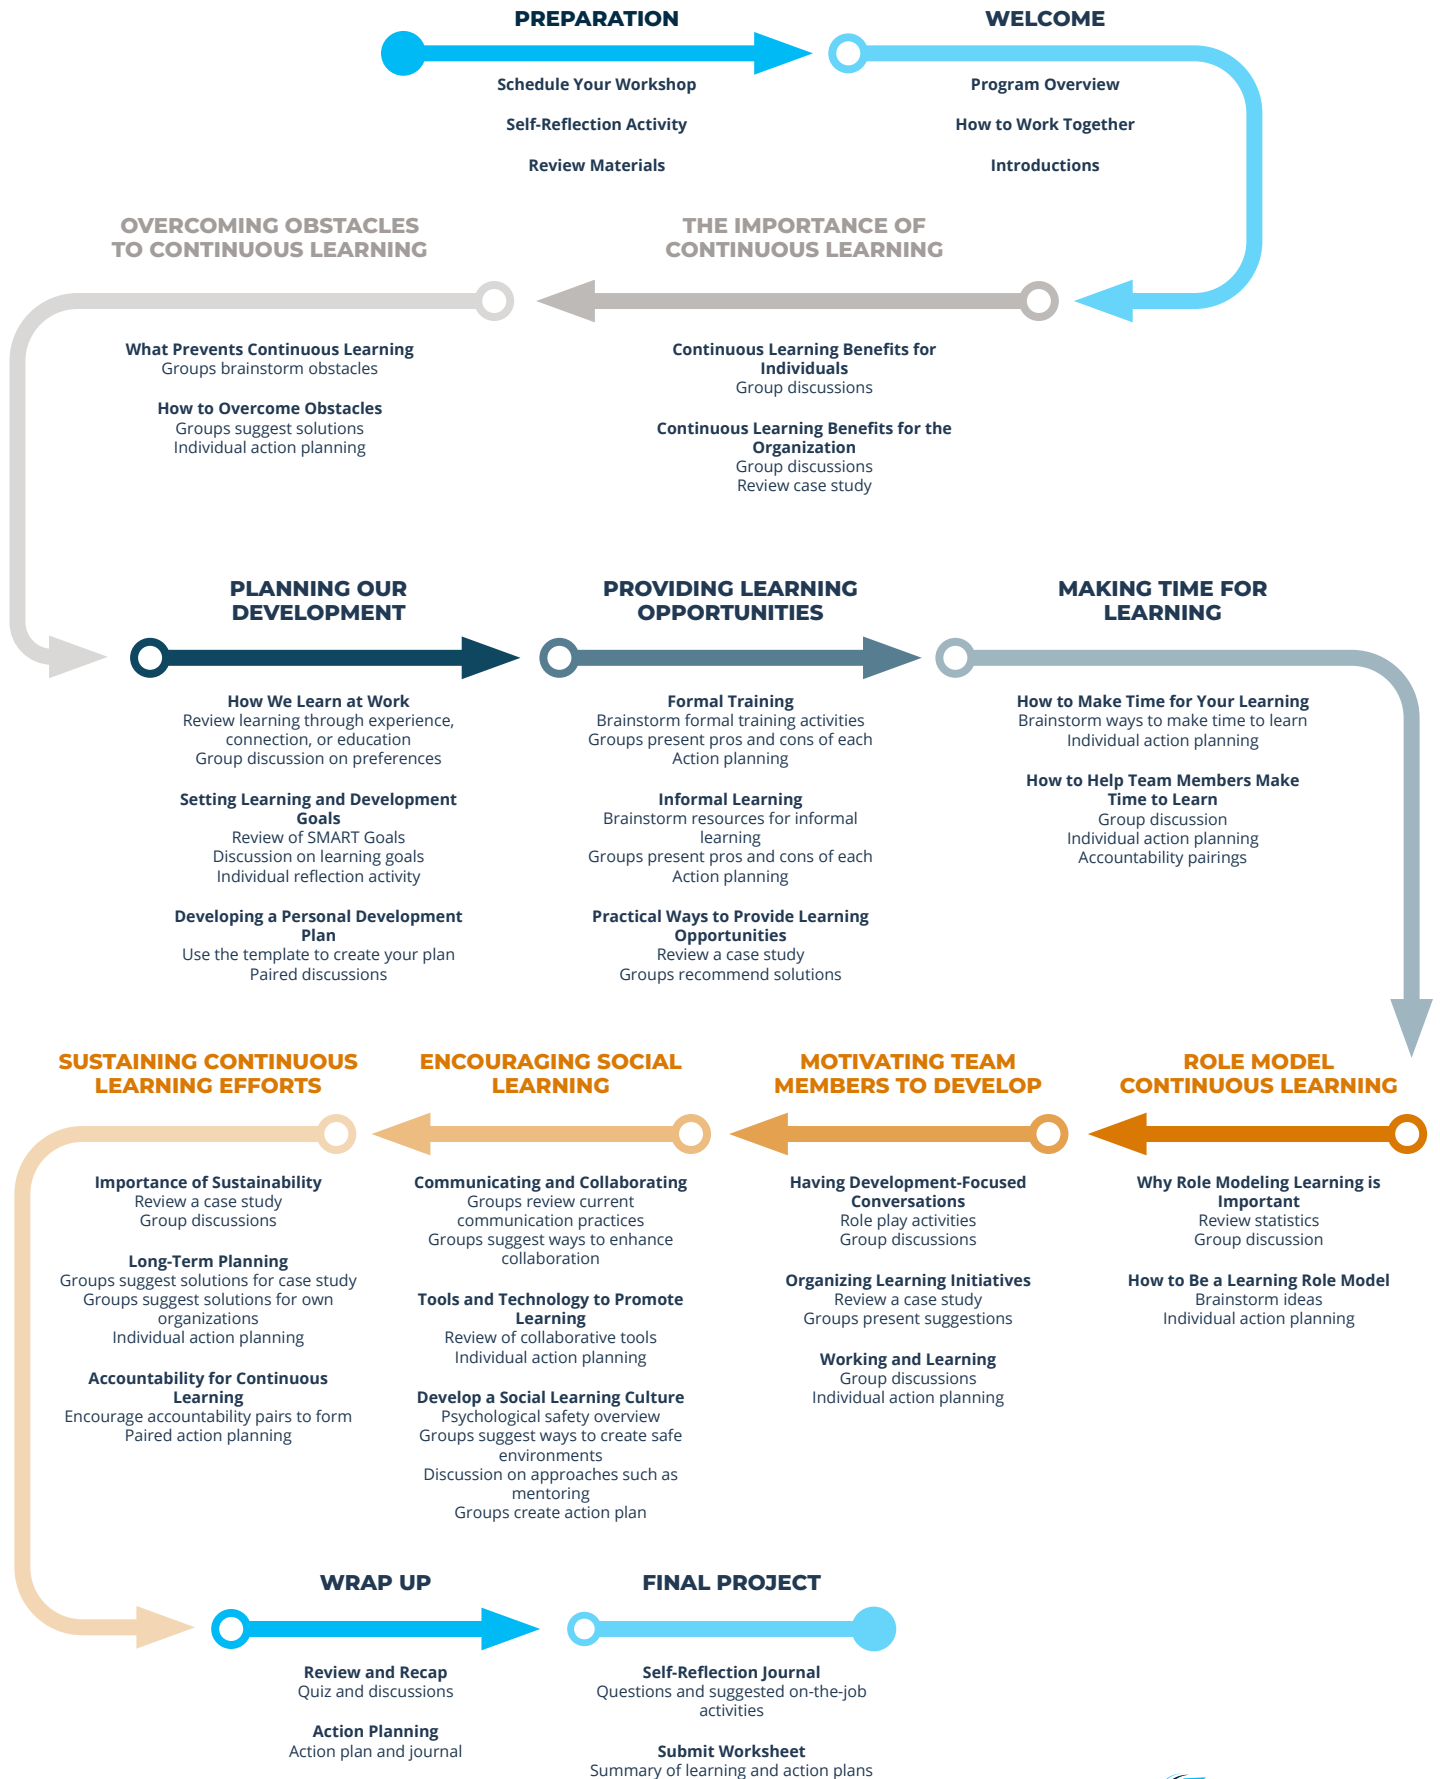 PREPARATION
Schedule Your Workshop
Self-Reflection Activity
Review Materials
WELCOME
Program Overview
How to Work Together
Introductions
THE IMPORTANCE OF
CONTINUOUS LEARNING
Continuous Learning Benefits for
Individuals
Group discussions
Continuous Learning Benefits for the
Organization
Group discussions
Review case study
OVERCOMING OBSTACLES
TO CONTINUOUS LEARNING
What Prevents Continuous Learning
Groups brainstorm obstacles
How to Overcome Obstacles
Groups suggest solutions
Individual action planning
PLANNING OUR
DEVELOPMENT
How We Learn at Work
Review learning through experience,
connection, or education
Group discussion on preferences
Setting Learning and Development
Goals
Review of SMART Goals
Discussion on learning goals
Individual reflection activity
Developing a Personal Development
Plan
Use the template to create your plan
Paired discussions
PROVIDING LEARNING
OPPORTUNITIES
Formal Training
Brainstorm formal training activities
Groups present pros and cons of each
Action planning
Informal Learning
Brainstorm resources for informal
learning
Groups present pros and cons of each
Action planning
Practical Ways to Provide Learning
Opportunities
Review a case study
Groups recommend solutions
MAKING TIME FOR
LEARNING
How to Make Time for Your Learning
Brainstorm ways to make time to learn
Individual action planning
How to Help Team Members Make
Time to Learn
Group discussion
Individual action planning
Accountability pairings
ROLE MODEL
CONTINUOUS LEARNING
Why Role Modeling Learning is
Important
Review statistics
Group discussion
How to Be a Learning Role Model
Brainstorm ideas
Individual action planning
MOTIVATING TEAM
MEMBERS TO DEVELOP
Having Development-Focused
Conversations
Role play activities
Group discussions
Organizing Learning Initiatives
Review a case study
Groups present suggestions
Working and Learning
Group discussions
Individual action planning
ENCOURAGING SOCIAL
LEARNING
Communicating and Collaborating
Groups review current
communication practices
Groups suggest ways to enhance
collaboration
Tools and Technology to Promote
Learning
Review of collaborative tools
Individual action planning
Develop a Social Learning Culture
Psychological safety overview
Groups suggest ways to create safe
environments
Discussion on approaches such as
mentoring
Groups create action plan
SUSTAINING CONTINUOUS
LEARNING EFFORTS
Importance of Sustainability
Review a case study
Group discussions
Long-Term Planning
Groups suggest solutions for case study
Groups suggest solutions for own
organizations
Individual action planning
Accountability for Continuous
Learning
Encourage accountability pairs to form
Paired action planning
WRAP UP
Review and Recap
Quiz and discussions
Action Planning
Action plan and journal
FINAL PROJECT
Self-Reflection Journal
Questions and suggested on-the-job
activities
Submit Worksheet
Summary of learning and action plans